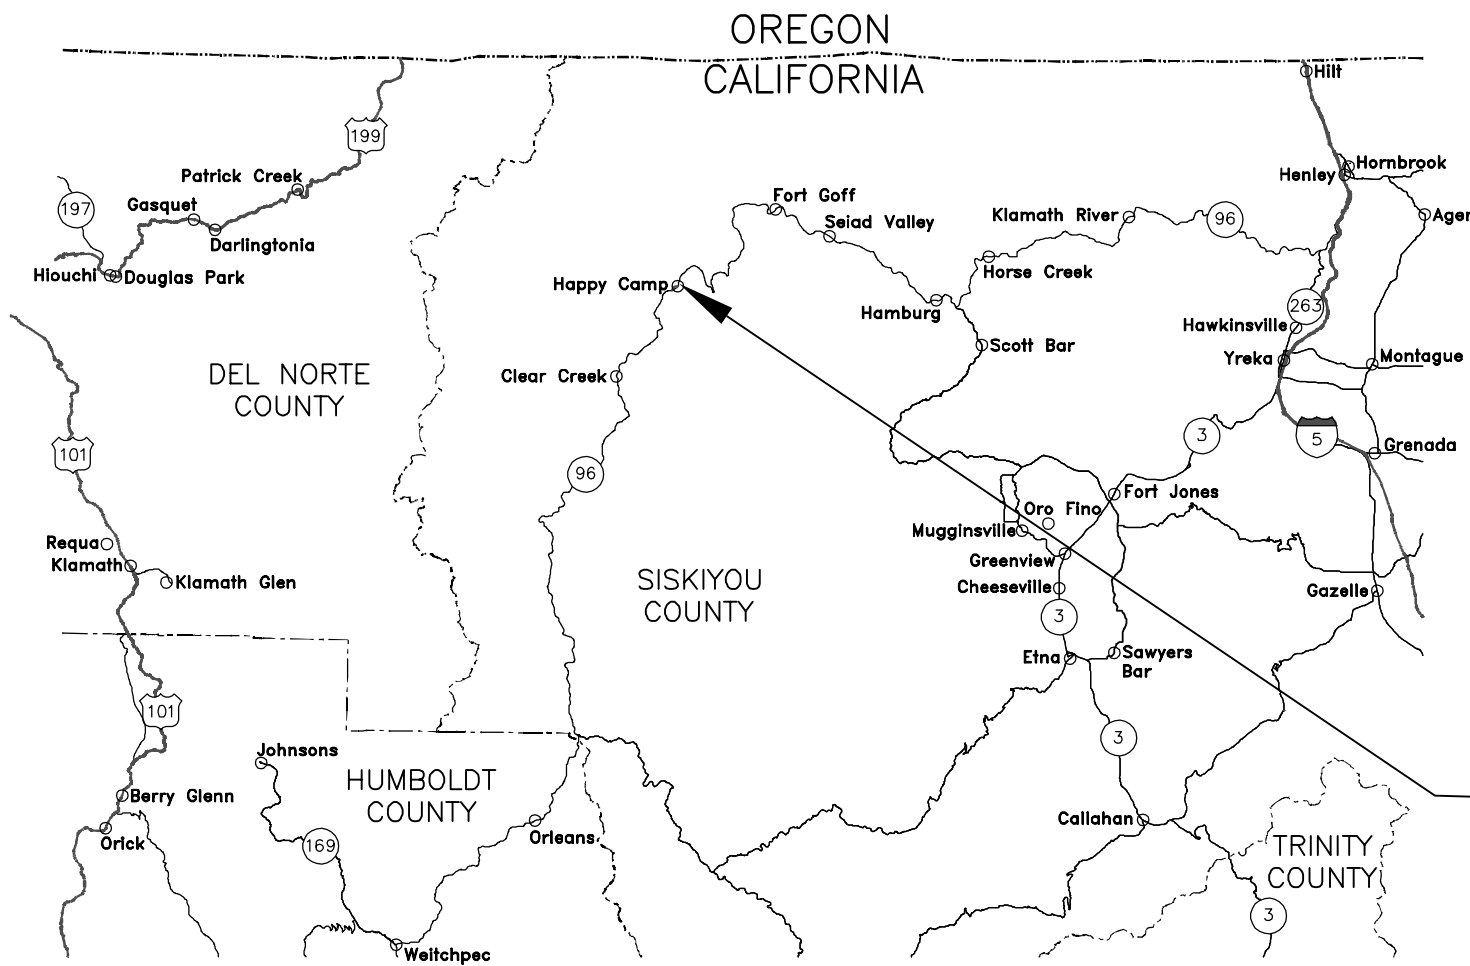 OREGON
CALIFORNIA
Hilt
199
Hornbrook
Henley
Patrick Creek
197
Gasquet
Darlingtonia
Hiouchi
Douglas Park
Fort Goff
Seiad Valley
Klamath River
96
Ager
Happy Camp
Horse Creek
Hamburg
263
Hawkinsville
Scott Bar
Yreka
Montague
Clear Creek
DEL NORTE
COUNTY
101
3
5
Grenada
96
Fort Jones
Oro Fino
Mugginsville
Greenview
Requa
Klamath
Klamath Glen
SISKIYOU
COUNTY
Cheeseville
Gazelle
3
Etna
Sawyers
Bar
101
3
Johnsons
HUMBOLDT
COUNTY
Berry Glenn
Orick
169
Orleans
Callahan
TRINITY
COUNTY
3
Weitchpec